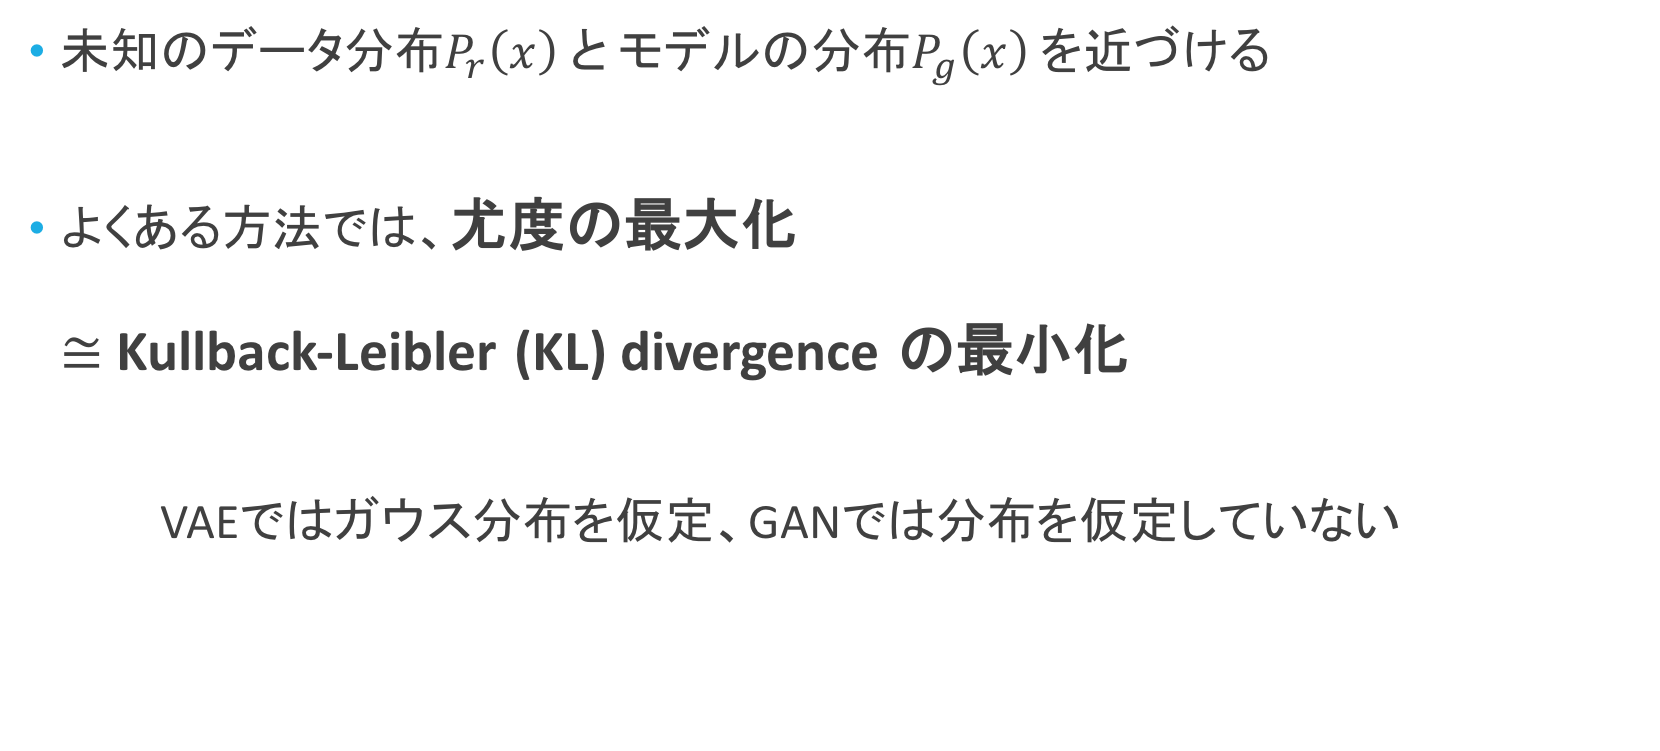 • 未知のデータ分布𝑃𝑟(𝑥) と モデルの分布𝑃𝑔(𝑥) を近づける
• よくある方法では、尤度の最大化
≅ Kullback-Leibler (KL) divergence の最小化
VAEではガウス分布を仮定、GANでは分布を仮定していない